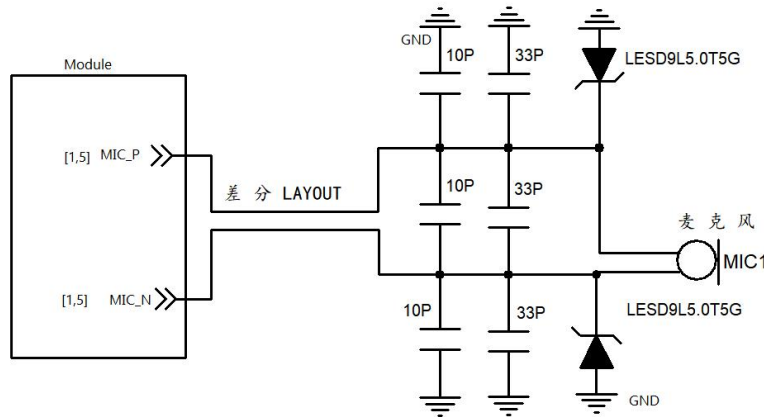 GND
10P
33P
LESD9L5.0T5G
Module
[1,5]
MIC_P
差 分 LAYOUT
10P
33P
麦 克 风
MIC1
[1,5]
MIC_N
10P
33P
LESD9L5.0T5G
GND